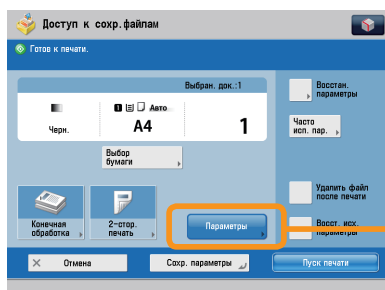 Доступ к сохр.файлам
Готов к печати.
Выбран. док.:1
Авто
Черн.
A4
1
Выбор
бумаги
Восстан.
параметры
Часто
исп. пар.
Удалить файл
после печати
Конечная
обработка
2-стор.
печать
Параметры
Восст. исх.
параметры
Отмена
Сохр. параметры
Пуск печати